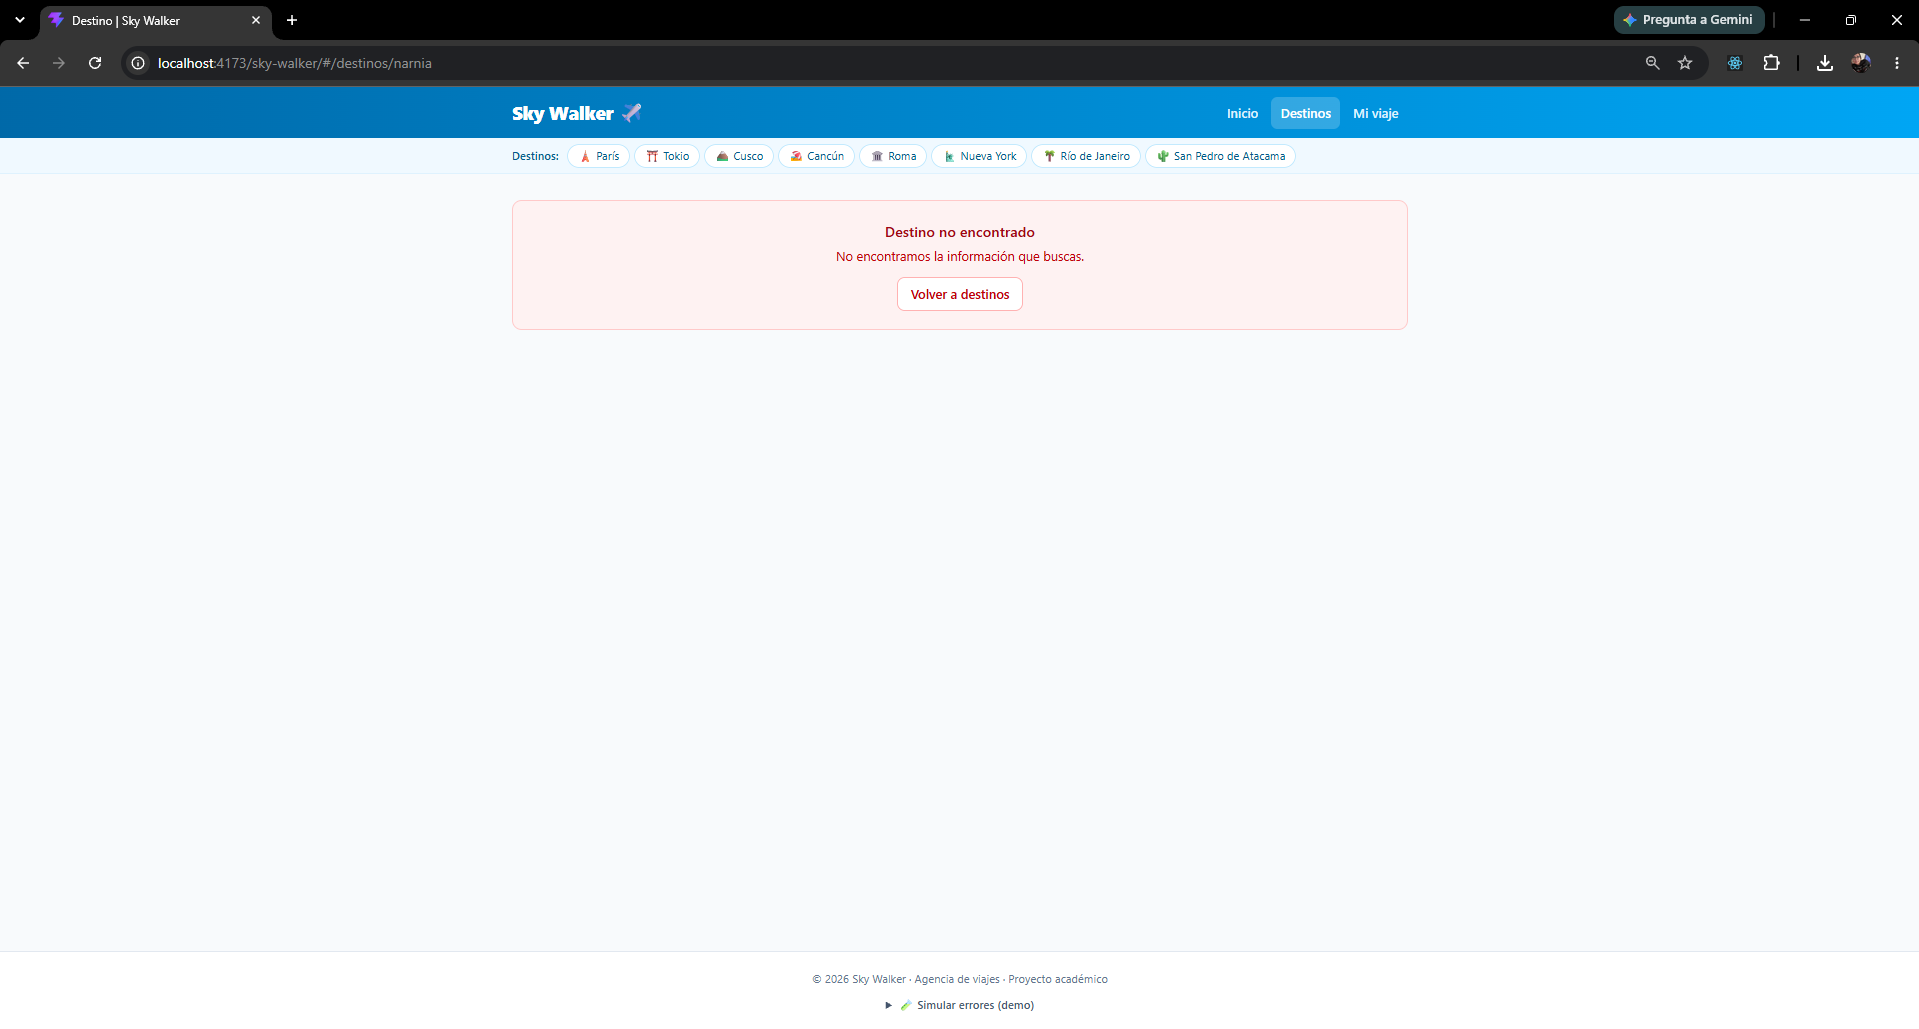 Destino | Sky Walker
Pregunta a Gemini
localhost:4173/sky-walker/#/destinos/narnia
Sky Walker
Inicio
Destinos
Mi viaje
Destinos:
París
Tokio
Cusco
Cancún
Roma
Nueva York
Río de Janeiro
San Pedro de Atacama
Destino no encontrado
No encontramos la información que buscas.
Volver a destinos
© 2026 Sky Walker · Agencia de viajes · Proyecto académico
Simular errores (demo)